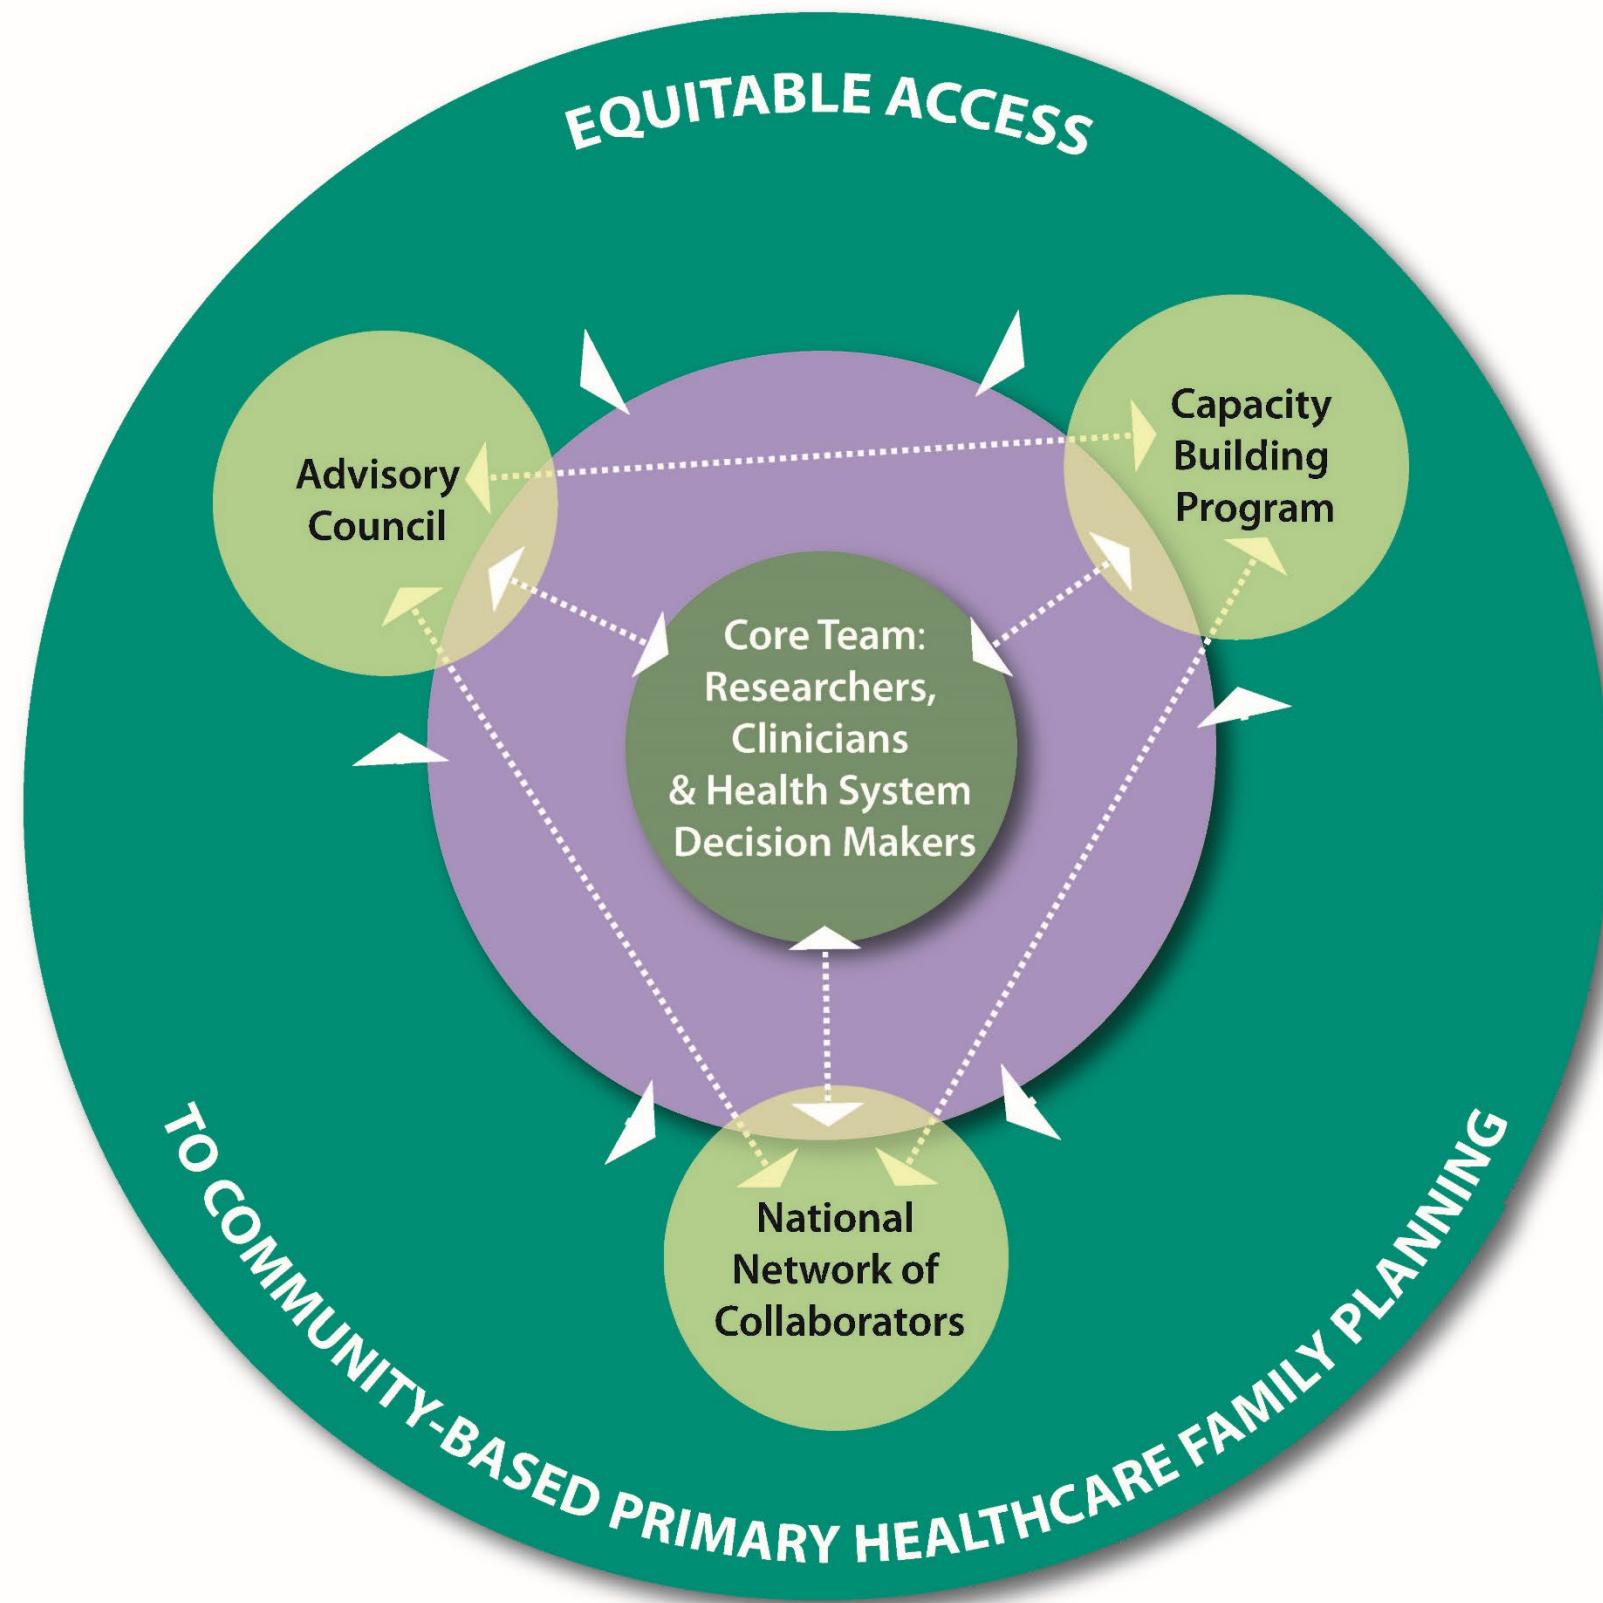 EQUITABLE ACCESS
Advisory
Council
Capacity
Building
Program
Core Team:
Researchers,
Clinicians
& Health System
Decision Makers
National
Network of
Collaborators
TO COMMUNITY-BASED PRIMARY HEALTHCARE FAMILY PLANNING